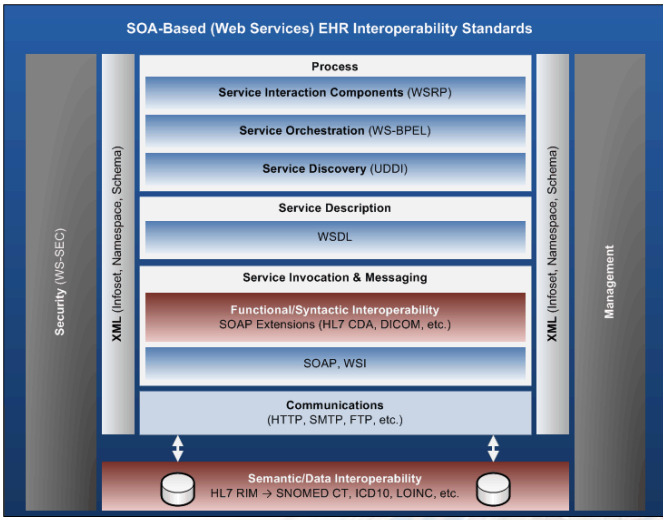 SOA-Based (Web Services) EHR Interoperability Standards
Security (WS-SEC)
XML (Infoset, Namespace, Schema)
Process
Service Interaction Components (WSRP)
Service Orchestration (WS-BPEL)
Service Discovery (UDDI)
Service Description
WSDL
Service Invocation & Messaging
Functional/Syntactic Interoperability
SOAP Extensions (HL7 CDA, DICOM, etc.)
SOAP, WSI
Communications
(HTTP, SMTP, FTP, etc.)
XML (Infoset, Namespace, Schema)
Management
Semantic/Data Interoperability
HL7 RIM → SNOMED CT, ICD10, LOINC, etc.